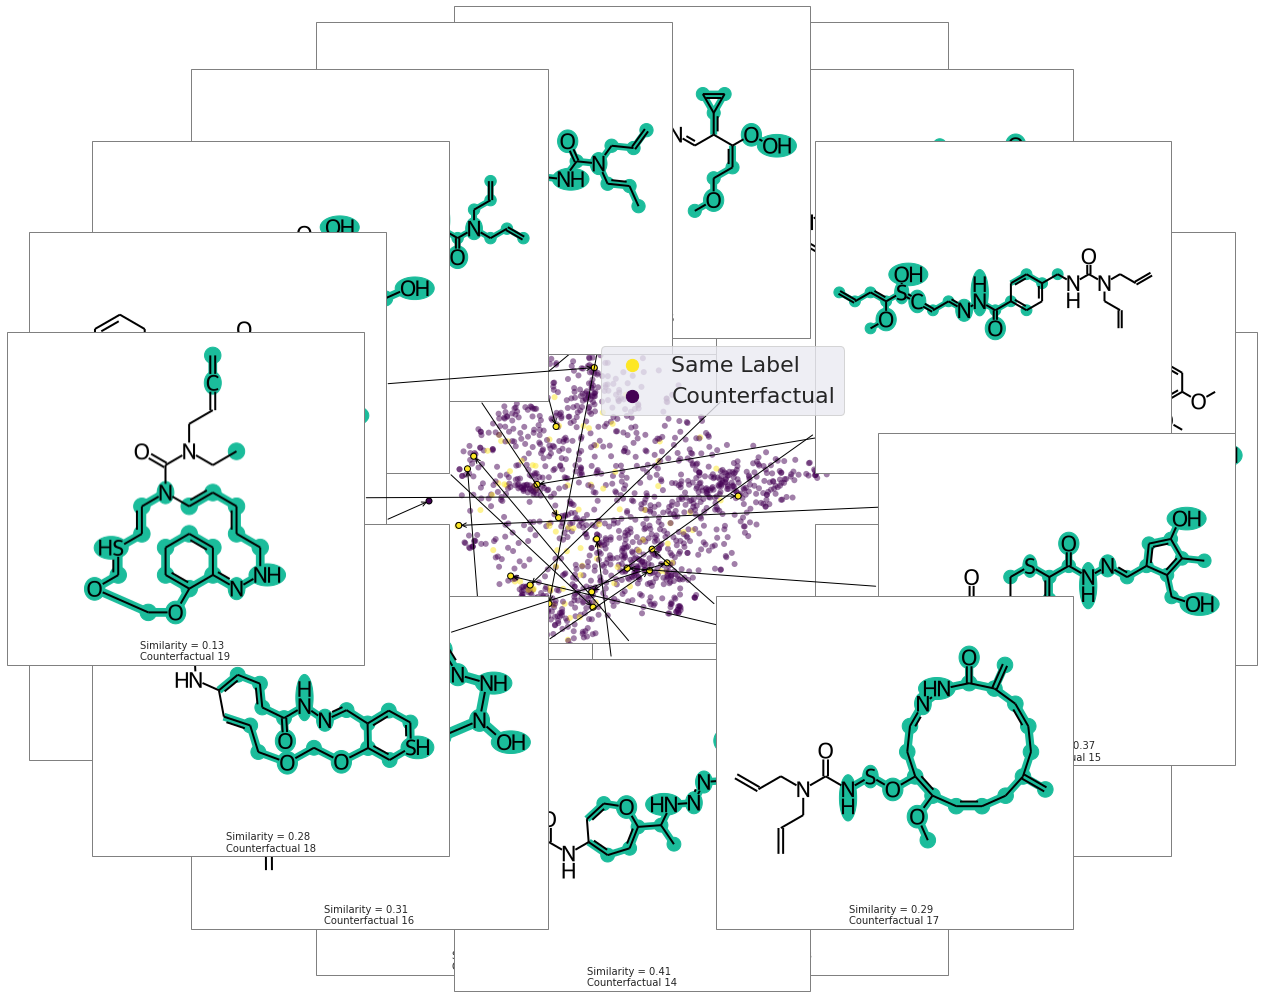 Same Label
Counterfactual
Similarity = 0.13
Counterfactual 19
0.37
15
Similarity = 0.28
Counterfactual 18
Similarity = 0.31
Counterfactual 16
Similarity = 0.29
Counterfactual 17
Similarity = 0.41
Counterfactual 14
O
OH
O
OH
O
N
NH
N
O
OH
OH
O
C
O
N
N
HS
O
O
N
NH
OH
S
C
O
N
H
N
O
O
N
H
N
O
OH
O
S
O
N
H
N
OH
O
HN
O
H
N
N
O
O
SH
N
NH
N
OH
O
N
H
O
HN
N
N
O
N
O
N
H
S
O
O
N
HN
O